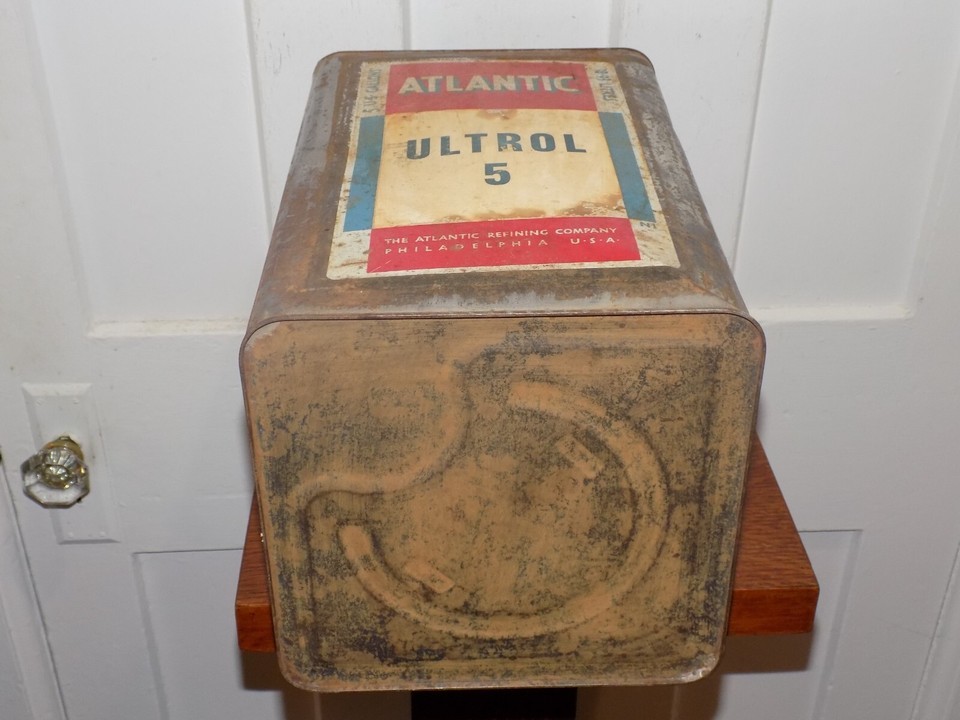 ATLANTIC
ULTROL
5
THE ATLANTIC REFINING COMPANY
PHILADELPHIA U·S·A·